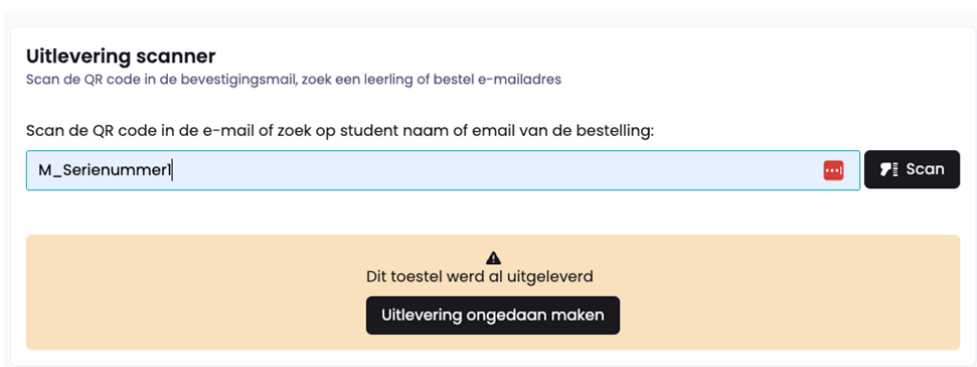 Uitlevering scanner
Scan de QR code in de bevestigingsmail, zoek een leerling of bestel e-mailadres
Scan de QR code in de e-mail of zoek op student naam of email van de bestelling:
M_Serienummer1
Scan
Dit toestel werd al uitgeleverd
Uitlevering ongedaan maken